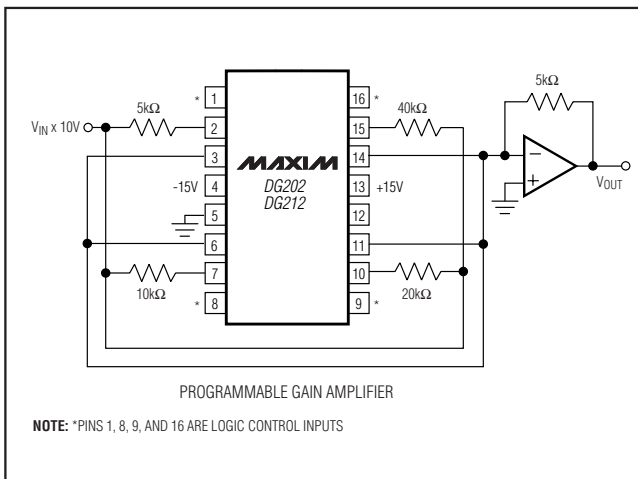 5kΩ
* 1
16 *
5kΩ
40kΩ
V_IN x 10V
2
15
3
14
MAXIM
DG202
DG212
-15V
4
13
+15V
5
12
6
11
7
10
10kΩ
20kΩ
* 8
9 *
-
+
V_OUT
PROGRAMMABLE GAIN AMPLIFIER
NOTE: *PINS 1, 8, 9, AND 16 ARE LOGIC CONTROL INPUTS